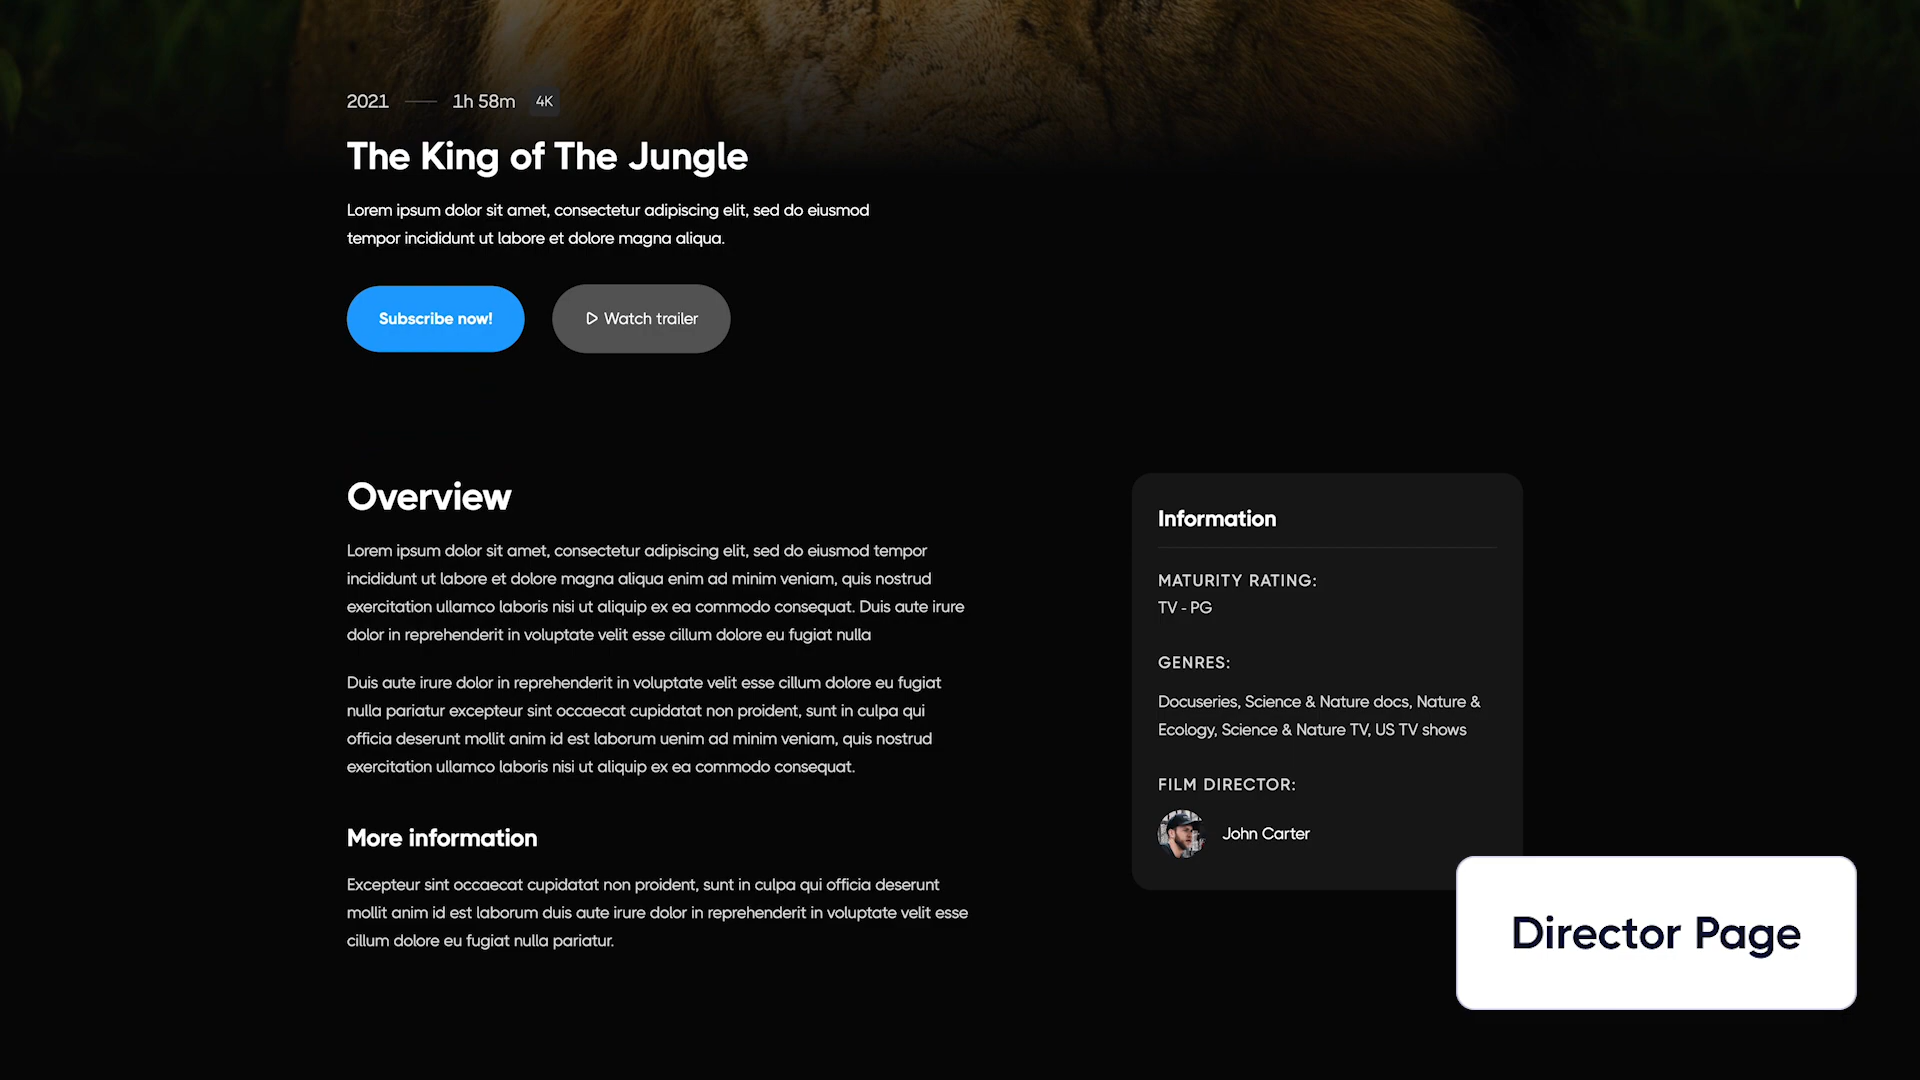 2021 1h 58m 4K
The King of The Jungle
Lorem ipsum dolor sit amet, consectetur adipiscing elit, sed do eiusmod
tempor incididunt ut labore et dolore magna aliqua.
Subscribe now! Watch trailer
Overview
Lorem ipsum dolor sit amet, consectetur adipiscing elit, sed do eiusmod tempor
incididunt ut labore et dolore magna aliqua enim ad minim veniam, quis nostrud
exercitation ullamco laboris nisi ut aliquip ex ea commodo consequat. Duis aute irure
dolor in reprehenderit in voluptate velit esse cillum dolore eu fugiat nulla
Duis aute irure dolor in reprehenderit in voluptate velit esse cillum dolore eu fugiat
nulla pariatur excepteur sint occaecat cupidatat non proident, sunt in culpa qui
officia deserunt mollit anim id est laborum uenim ad minim veniam, quis nostrud
exercitation ullamco laboris nisi ut aliquip ex ea commodo consequat.
More information
Excepteur sint occaecat cupidatat non proident, sunt in culpa qui officia deserunt
mollit anim id est laborum duis aute irure dolor in reprehenderit in voluptate velit esse
cillum dolore eu fugiat nulla pariatur.
Information
MATURITY RATING:
TV - PG
GENRES:
Docuseries, Science & Nature docs, Nature &
Ecology, Science & Nature TV, US TV shows
FILM DIRECTOR:
John Carter
Director Page